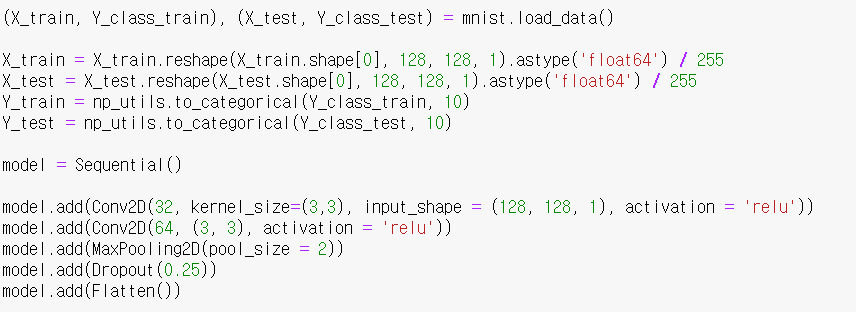 (X_train, Y_class_train), (X_test, Y_class_test) = mnist.load_data()
X_train = X_train.reshape(X_train.shape[0], 128, 128, 1).astype('float64') / 255
X_test = X_test.reshape(X_test.shape[0], 128, 128, 1).astype('float64') / 255
Y_train = np_utils.to_categorical(Y_class_train, 10)
Y_test = np_utils.to_categorical(Y_class_test, 10)
model = Sequential()
model.add(Conv2D(32, kernel_size=(3,3), input_shape = (128, 128, 1), activation = 'relu'))
model.add(Conv2D(64, (3, 3), activation = 'relu'))
model.add(MaxPooling2D(pool_size = 2))
model.add(Dropout(0.25))
model.add(Flatten())